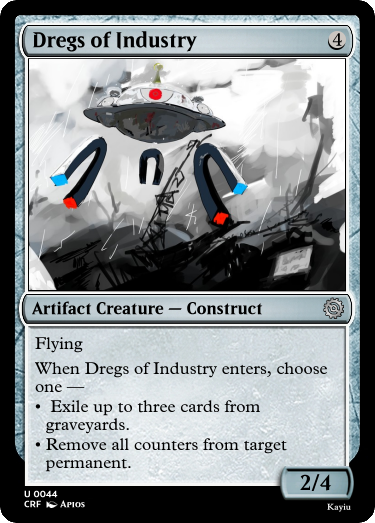 Dregs of Industry 4
Artifact Creature — Construct
Flying
When Dregs of Industry enters, choose
one —
• Exile up to three cards from
graveyards.
• Remove all counters from target
permanent.
2/4
U 0044
CRF Apios
Kayiu